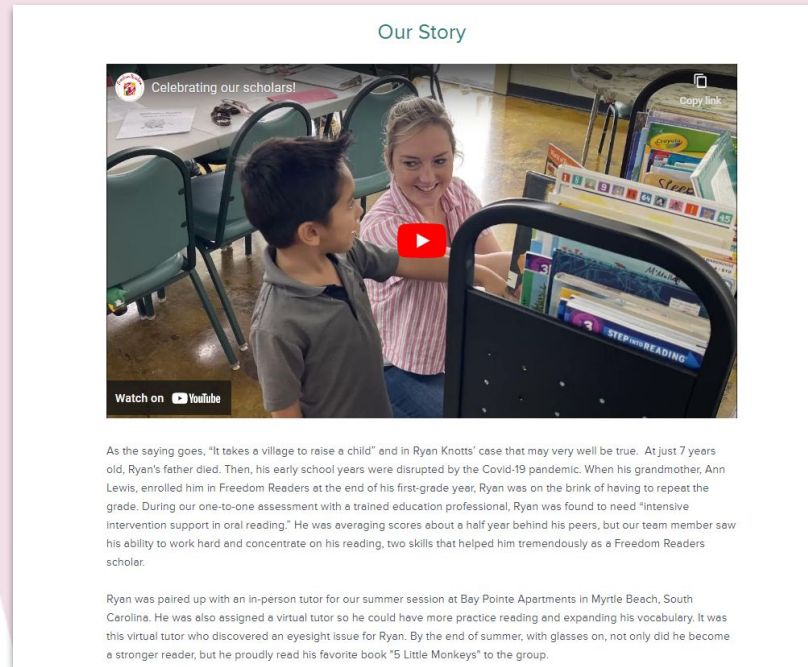 Our Story
Celebrating our scholars!
Copy link
Crayola
STEP INTO READING
3
3
Watch on YouTube
As the saying goes, “It takes a village to raise a child” and in Ryan Knotts’ case that may very well be true.  At just 7 years
old, Ryan's father died. Then, his early school years were disrupted by the Covid-19 pandemic. When his grandmother, Ann
Lewis, enrolled him in Freedom Readers at the end of his first-grade year, Ryan was on the brink of having to repeat the
grade. During our one-to-one assessment with a trained education professional, Ryan was found to need “intensive
intervention support in oral reading.” He was averaging scores about a half year behind his peers, but our team member saw
his ability to work hard and concentrate on his reading, two skills that helped him tremendously as a Freedom Readers
scholar.
Ryan was paired up with an in-person tutor for our summer session at Bay Pointe Apartments in Myrtle Beach, South
Carolina. He was also assigned a virtual tutor so he could have more practice reading and expanding his vocabulary. It was
this virtual tutor who discovered an eyesight issue for Ryan. By the end of summer, with glasses on, not only did he become
a stronger reader, but he proudly read his favorite book "5 Little Monkeys" to the group.